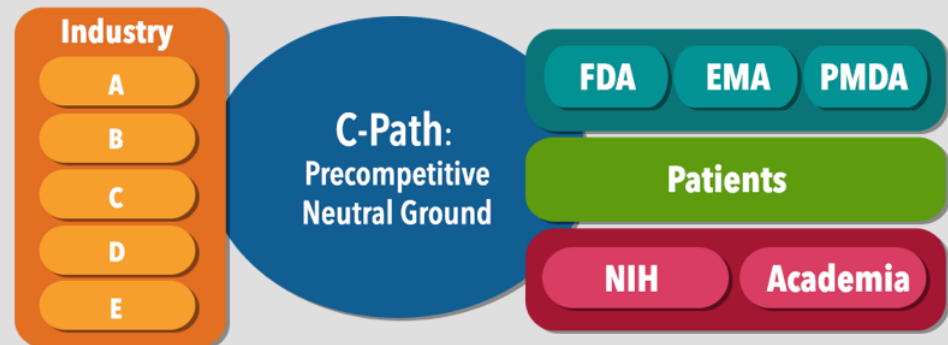 Industry
A
B
C
D
E
C-Path:
Precompetitive
Neutral Ground
FDA EMA PMDA
Patients
NIH Academia